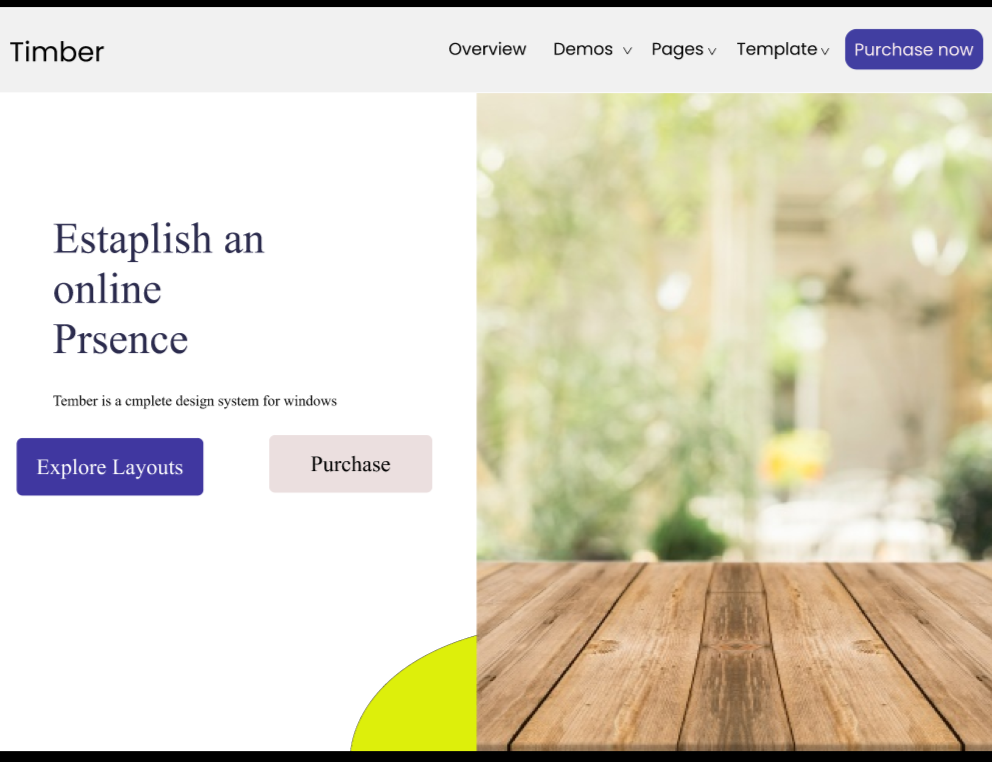 Timber
Overview Demos Pages Template Purchase now
Estaplish an
online
Prsence
Tember is a cmplete design system for windows
Explore Layouts
Purchase